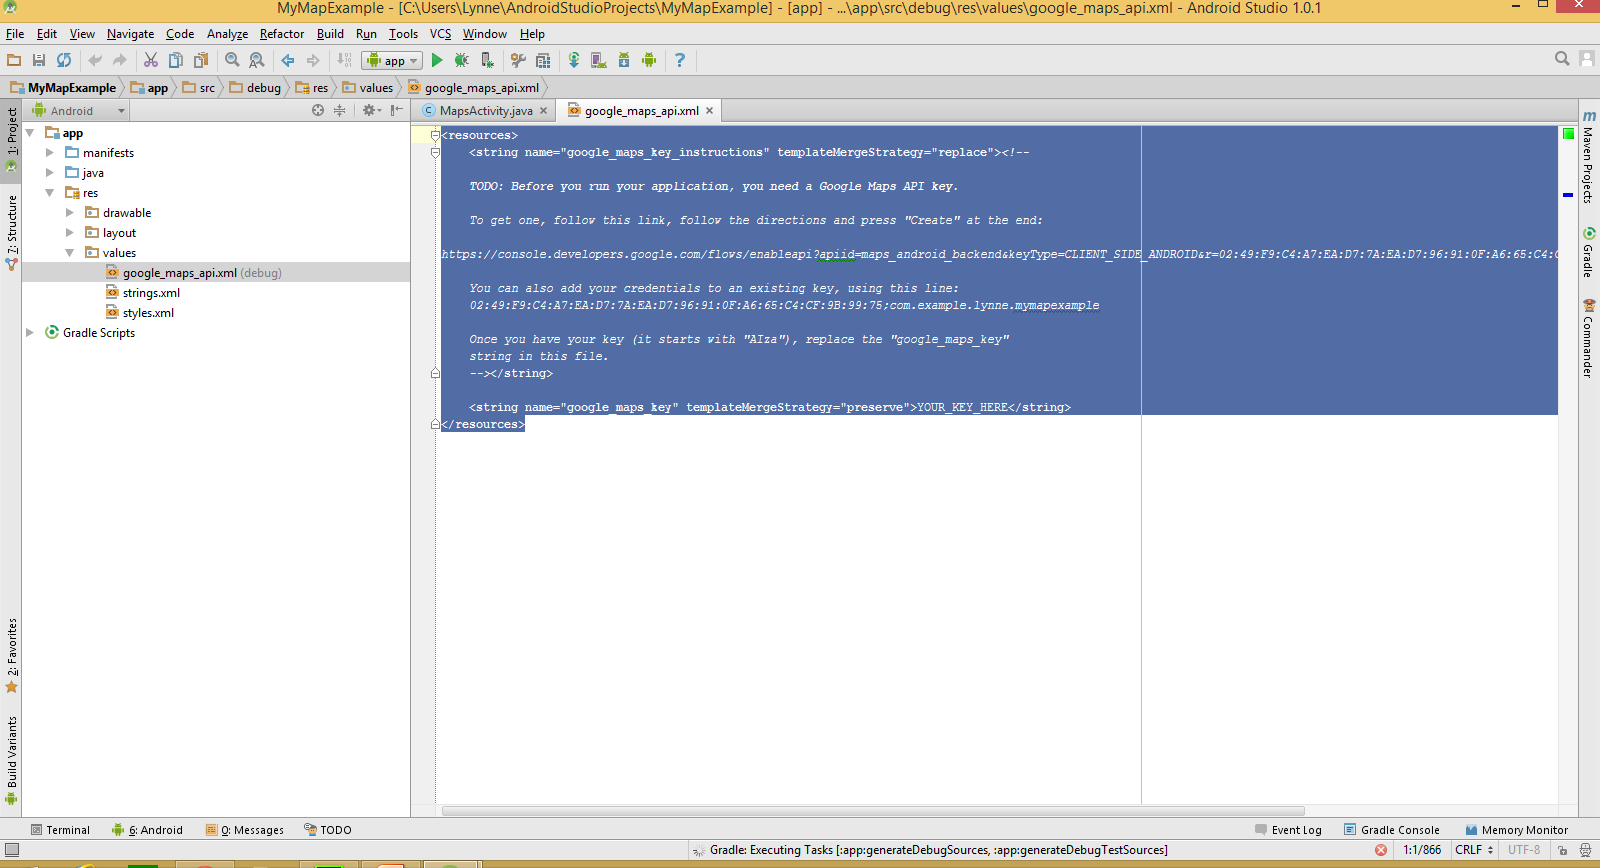 MyMapExample - [C:\Users\Lynne\AndroidStudioProjects\MyMapExample] - [app] - ...\app\src\debug\res\values\google_maps_api.xml - Android Studio 1.0.1
File Edit View Navigate Code Analyze Refactor Build Run Tools VCS Window Help
app
MyMapExample app src debug res values google_maps_api.xml
Android
MapsActivity.java google_maps_api.xml
1: Project
7: Structure
2: Favorites
Build Variants
app
manifests
java
res
drawable
layout
values
google_maps_api.xml (debug)
strings.xml
styles.xml
Gradle Scripts
<resources>
<string name="google_maps_key_instructions" templateMergeStrategy="replace"><!--
TODO: Before you run your application, you need a Google Maps API key.
To get one, follow this link, follow the directions and press "Create" at the end:
https://console.developers.google.com/flows/enableapi?apiid=maps_android_backend&keyType=CLIENT_SIDE_ANDROID&r=02:49:F9:C4:A7:EA:D7:7A:EA:D7:96:91:0F:A6:65:C4:C
You can also add your credentials to an existing key, using this line:
02:49:F9:C4:A7:EA:D7:7A:EA:D7:96:91:0F:A6:65:C4:CF:9B:99:75;com.example.lynne.mymapexample
Once you have your key (it starts with "AIza"), replace the "google_maps_key"
string in this file.
--></string>
<string name="google_maps_key" templateMergeStrategy="preserve">YOUR_KEY_HERE</string>
</resources>
Maven Projects
Gradle
Commander
Terminal 6: Android 0: Messages TODO Event Log Gradle Console Memory Monitor
Gradle: Executing Tasks [:app:generateDebugSources, :app:generateDebugTestSources] 1:1/866 CRLF UTF-8